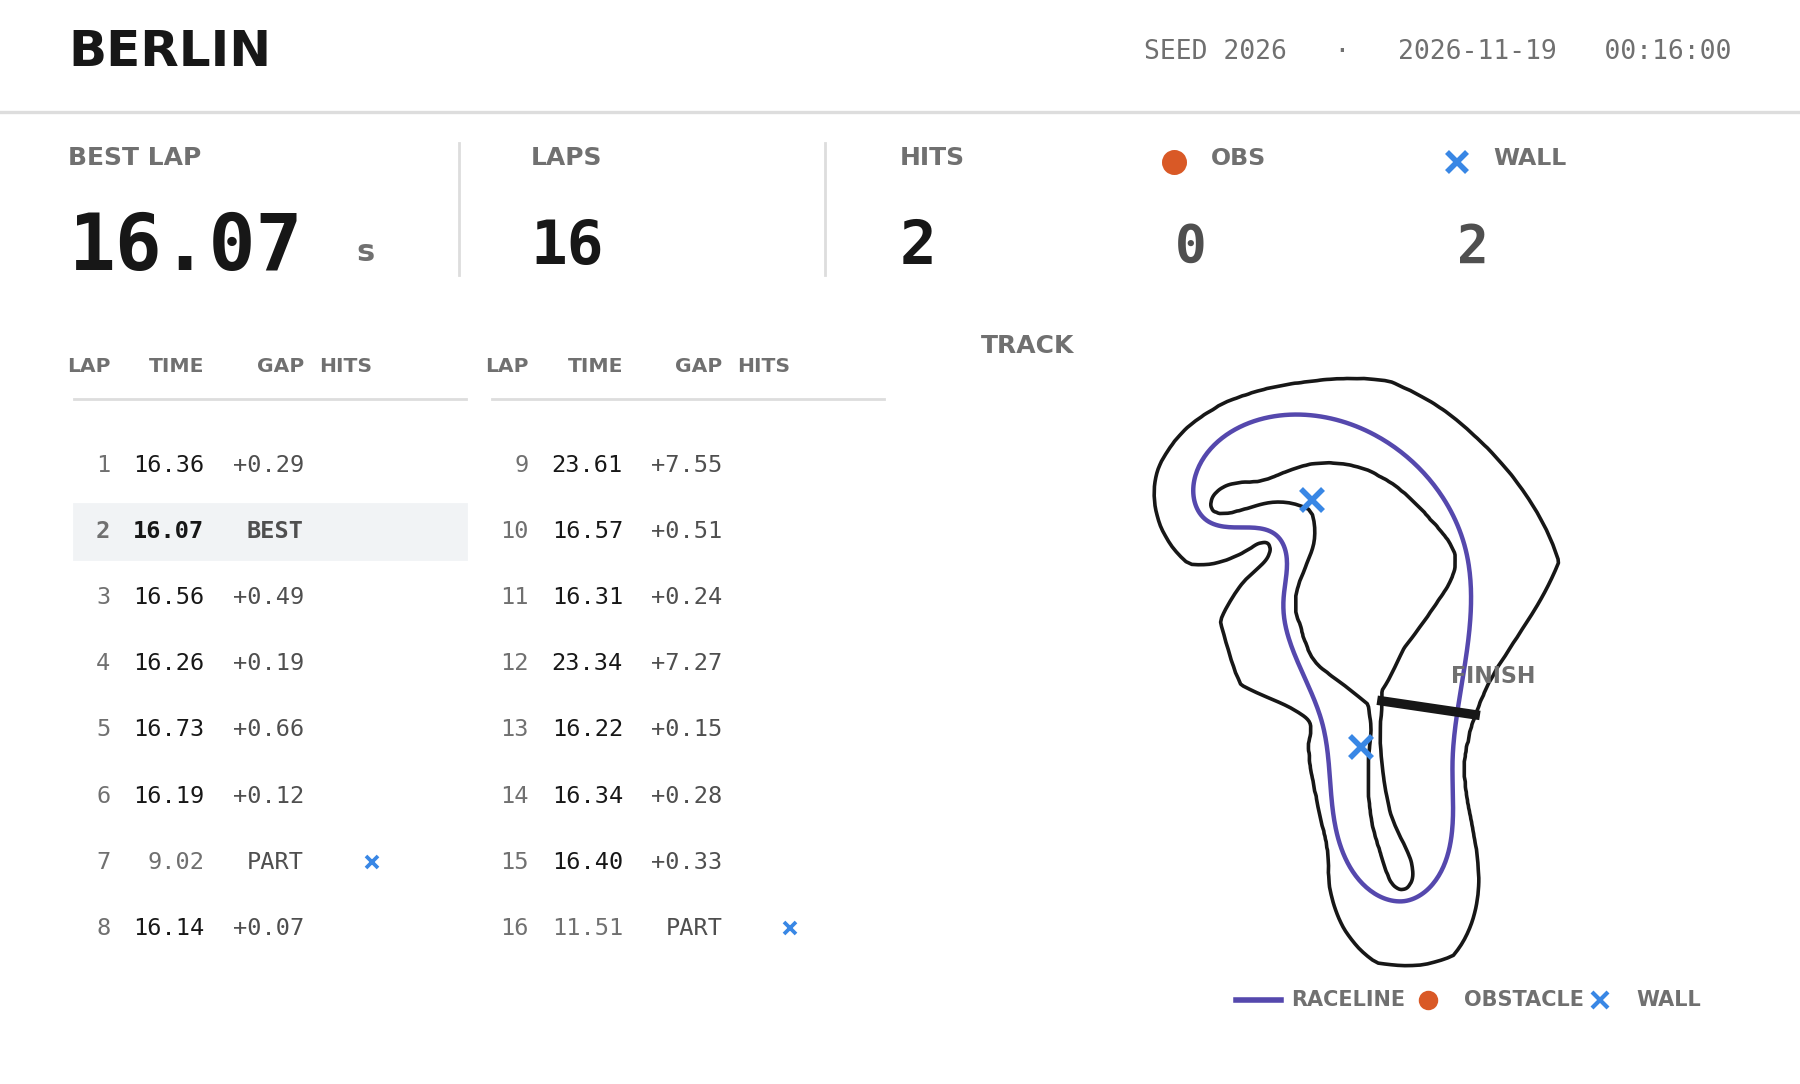 BERLIN
SEED 2026 · 2026-11-19 00:16:00
BEST LAP
16.07 s
LAPS
16
HITS
2
OBS
0
WALL
2
LAP TIME GAP HITS
1 16.36 +0.29
2 16.07 BEST
3 16.56 +0.49
4 16.26 +0.19
5 16.73 +0.66
6 16.19 +0.12
7 9.02 PART ×
8 16.14 +0.07
LAP TIME GAP HITS
9 23.61 +7.55
10 16.57 +0.51
11 16.31 +0.24
12 23.34 +7.27
13 16.22 +0.15
14 16.34 +0.28
15 16.40 +0.33
16 11.51 PART ×
TRACK
FINISH
RACELINE OBSTACLE WALL